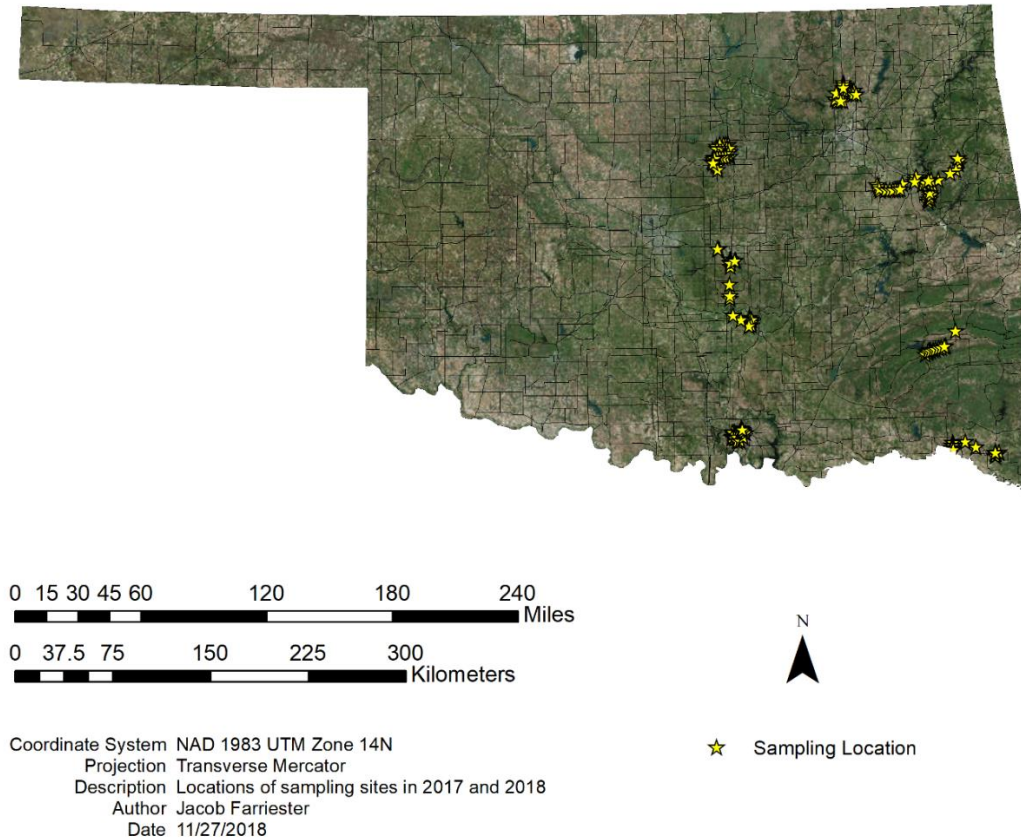 0 15 30 45 60 120 180 240
Miles
0 37.5 75 150 225 300
Kilometers
N
Coordinate System NAD 1983 UTM Zone 14N
Projection Transverse Mercator
Description Locations of sampling sites in 2017 and 2018
Author Jacob Farriester
Date 11/27/2018
Sampling Location